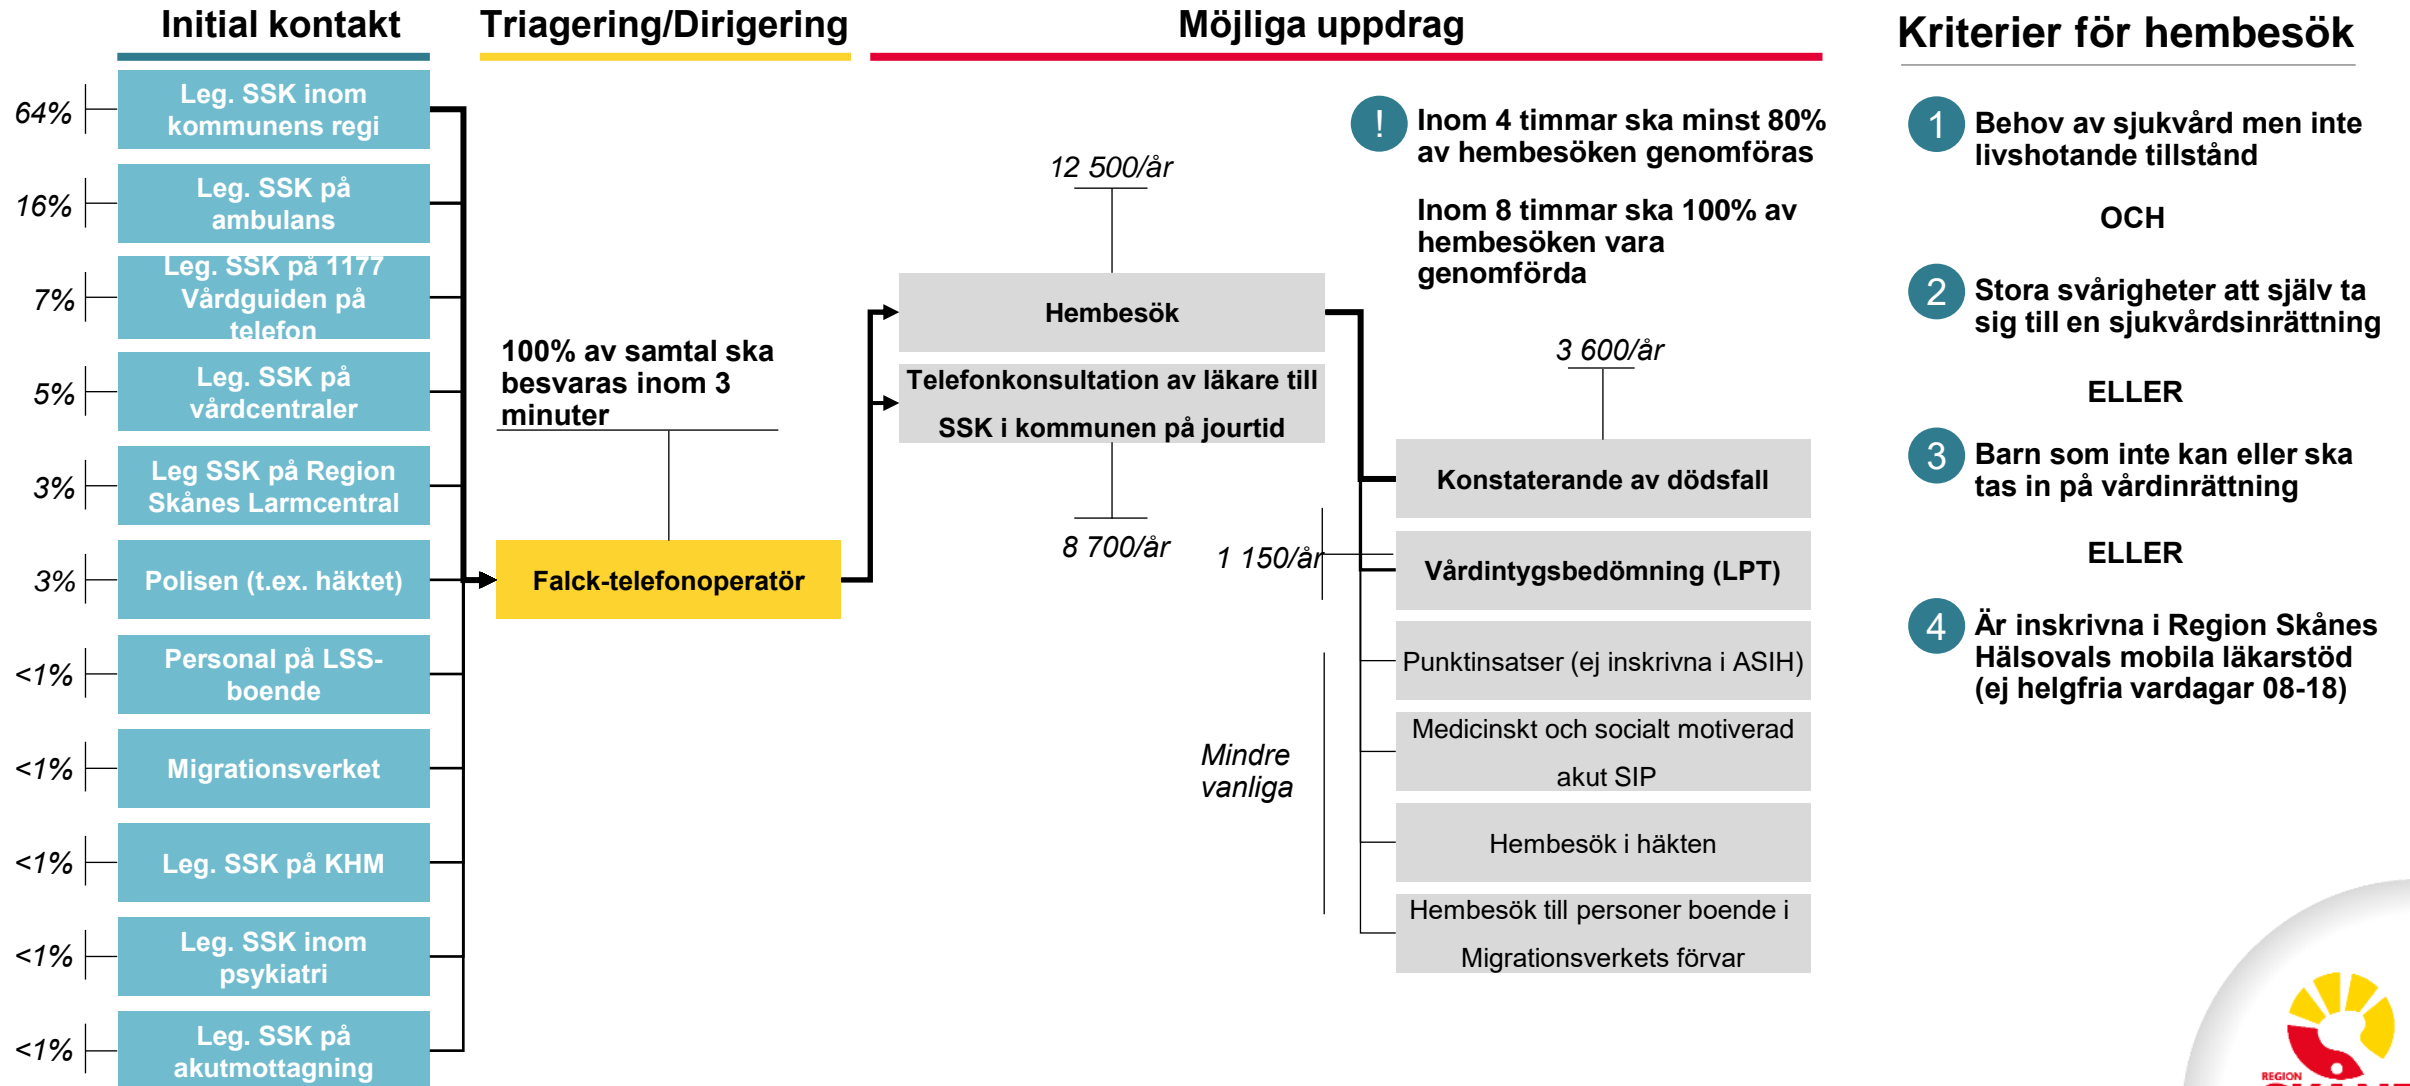 Initial kontakt
64%
Leg. SSK inom
kommunens regi
16%
Leg. SSK på
ambulans
7%
Leg. SSK på 1177
Vårdguiden på
telefon
5%
Leg. SSK på
vårdcentraler
3%
Leg SSK på Region
Skånes Larmcentral
3%
Polisen (t.ex. häktet)
<1%
Personal på LSS-
boende
<1%
Migrationsverket
<1%
Leg. SSK på KHM
<1%
Leg. SSK inom
psykiatri
<1%
Leg. SSK på
akutmottagning
Triagering/Dirigering
100% av samtal ska
besvaras inom 3
minuter
Falck-telefonoperatör
Möjliga uppdrag
12 500/år
Hembesök
Telefonkonsultation av läkare till
SSK i kommunen på jourtid
8 700/år
!
Inom 4 timmar ska minst 80%
av hembesöken genomföras
Inom 8 timmar ska 100% av
hembesöken vara
genomförda
3 600/år
Konstaterande av dödsfall
1 150/år
Vårdintygsbedömning (LPT)
Mindre
vanliga
Punktinsatser (ej inskrivna i ASIH)
Medicinskt och socialt motiverad
akut SIP
Hembesök i häkten
Hembesök till personer boende i
Migrationsverkets förvar
Kriterier för hembesök
1
Behov av sjukvård men inte
livshotande tillstånd
OCH
2
Stora svårigheter att själv ta
sig till en sjukvårdsinrättning
ELLER
3
Barn som inte kan eller ska
tas in på vårdinrättning
ELLER
4
Är inskrivna i Region Skånes
Hälsovals mobila läkarstöd
(ej helgfria vardagar 08-18)
REGION